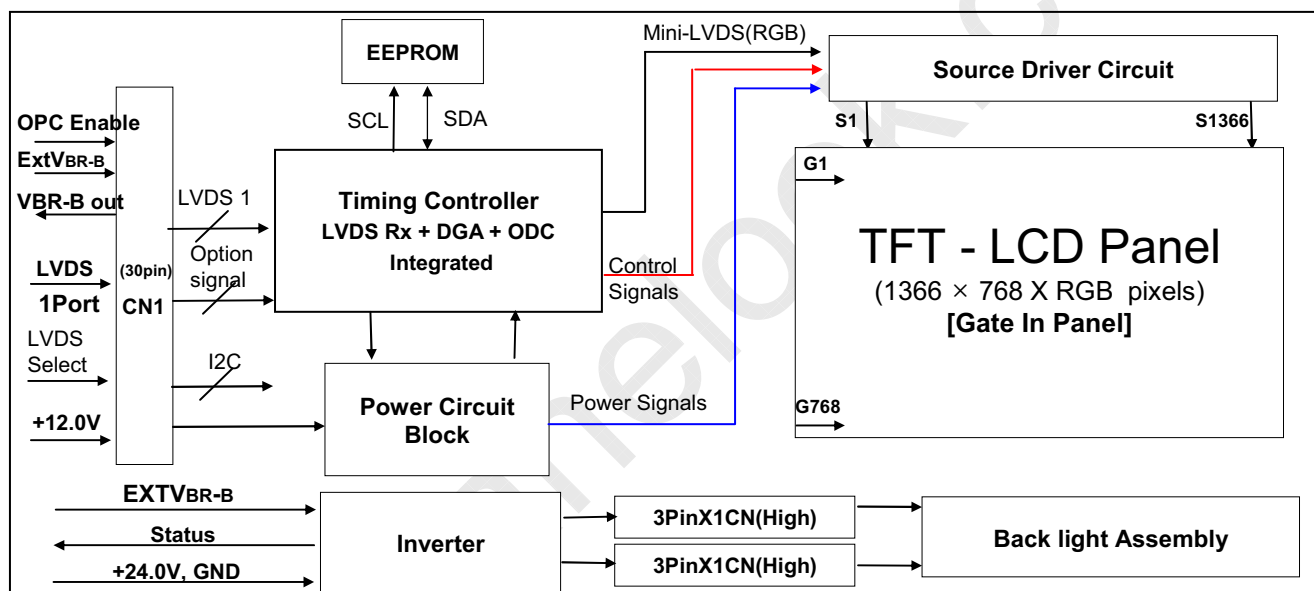 Mini-LVDS(RGB)
EEPROM
Source Driver Circuit
SCL
SDA
S1
S1366
OPC Enable
ExtVBR-B
VBR-B out
LVDS
1Port
LVDS
Select
+12.0V
(30pin)
CN1
LVDS 1
Option
signal
I2C
Timing Controller
LVDS Rx + DGA + ODC
Integrated
Control
Signals
G1
TFT - LCD Panel
(1366 × 768 X RGB pixels)
[Gate In Panel]
G768
Power Circuit
Block
Power Signals
EXTVBR-B
Status
+24.0V, GND
Inverter
3PinX1CN(High)
3PinX1CN(High)
Back light Assembly